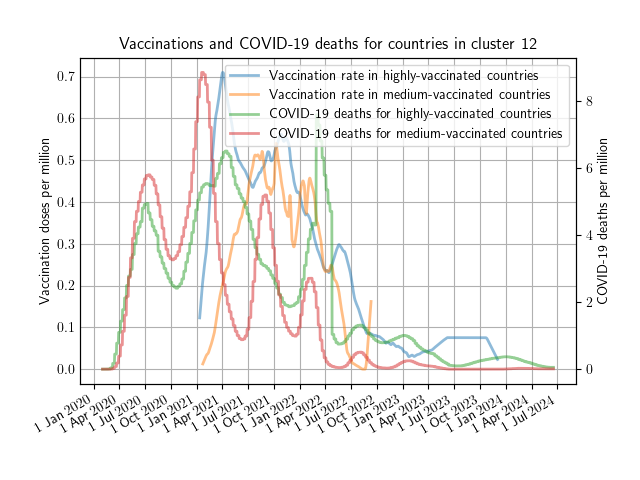 Vaccinations and COVID-19 deaths for countries in cluster 12
Vaccination rate in highly-vaccinated countries
Vaccination rate in medium-vaccinated countries
COVID-19 deaths for highly-vaccinated countries
COVID-19 deaths for medium-vaccinated countries
Vaccination doses per million
0.7
0.6
0.5
0.4
0.3
0.2
0.1
0.0
COVID-19 deaths per million
8
6
4
2
0
1 Jan 2020
1 Apr 2020
1 Jul 2020
1 Oct 2020
1 Jan 2021
1 Apr 2021
1 Jul 2021
1 Oct 2021
1 Jan 2022
1 Apr 2022
1 Jul 2022
1 Oct 2022
1 Jan 2023
1 Apr 2023
1 Jul 2023
1 Oct 2023
1 Jan 2024
1 Apr 2024
1 Jul 2024